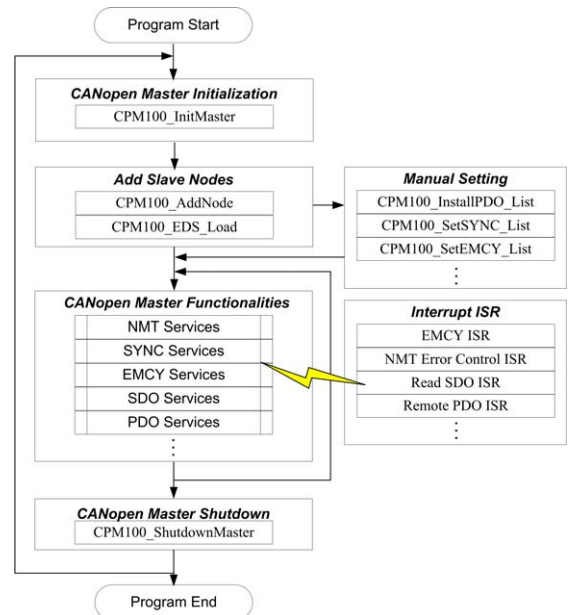 Program Start
CANopen Master Initialization
CPM100_InitMaster
Add Slave Nodes
CPM100_AddNode
CPM100_EDS_Load
Manual Setting
CPM100_InstallPDO_List
CPM100_SetSYNC_List
CPM100_SetEMCY_List
CANopen Master Functionalities
NMT Services
SYNC Services
EMCY Services
SDO Services
PDO Services
Interrupt ISR
EMCY ISR
NMT Error Control ISR
Read SDO ISR
Remote PDO ISR
CANopen Master Shutdown
CPM100_ShutdownMaster
Program End